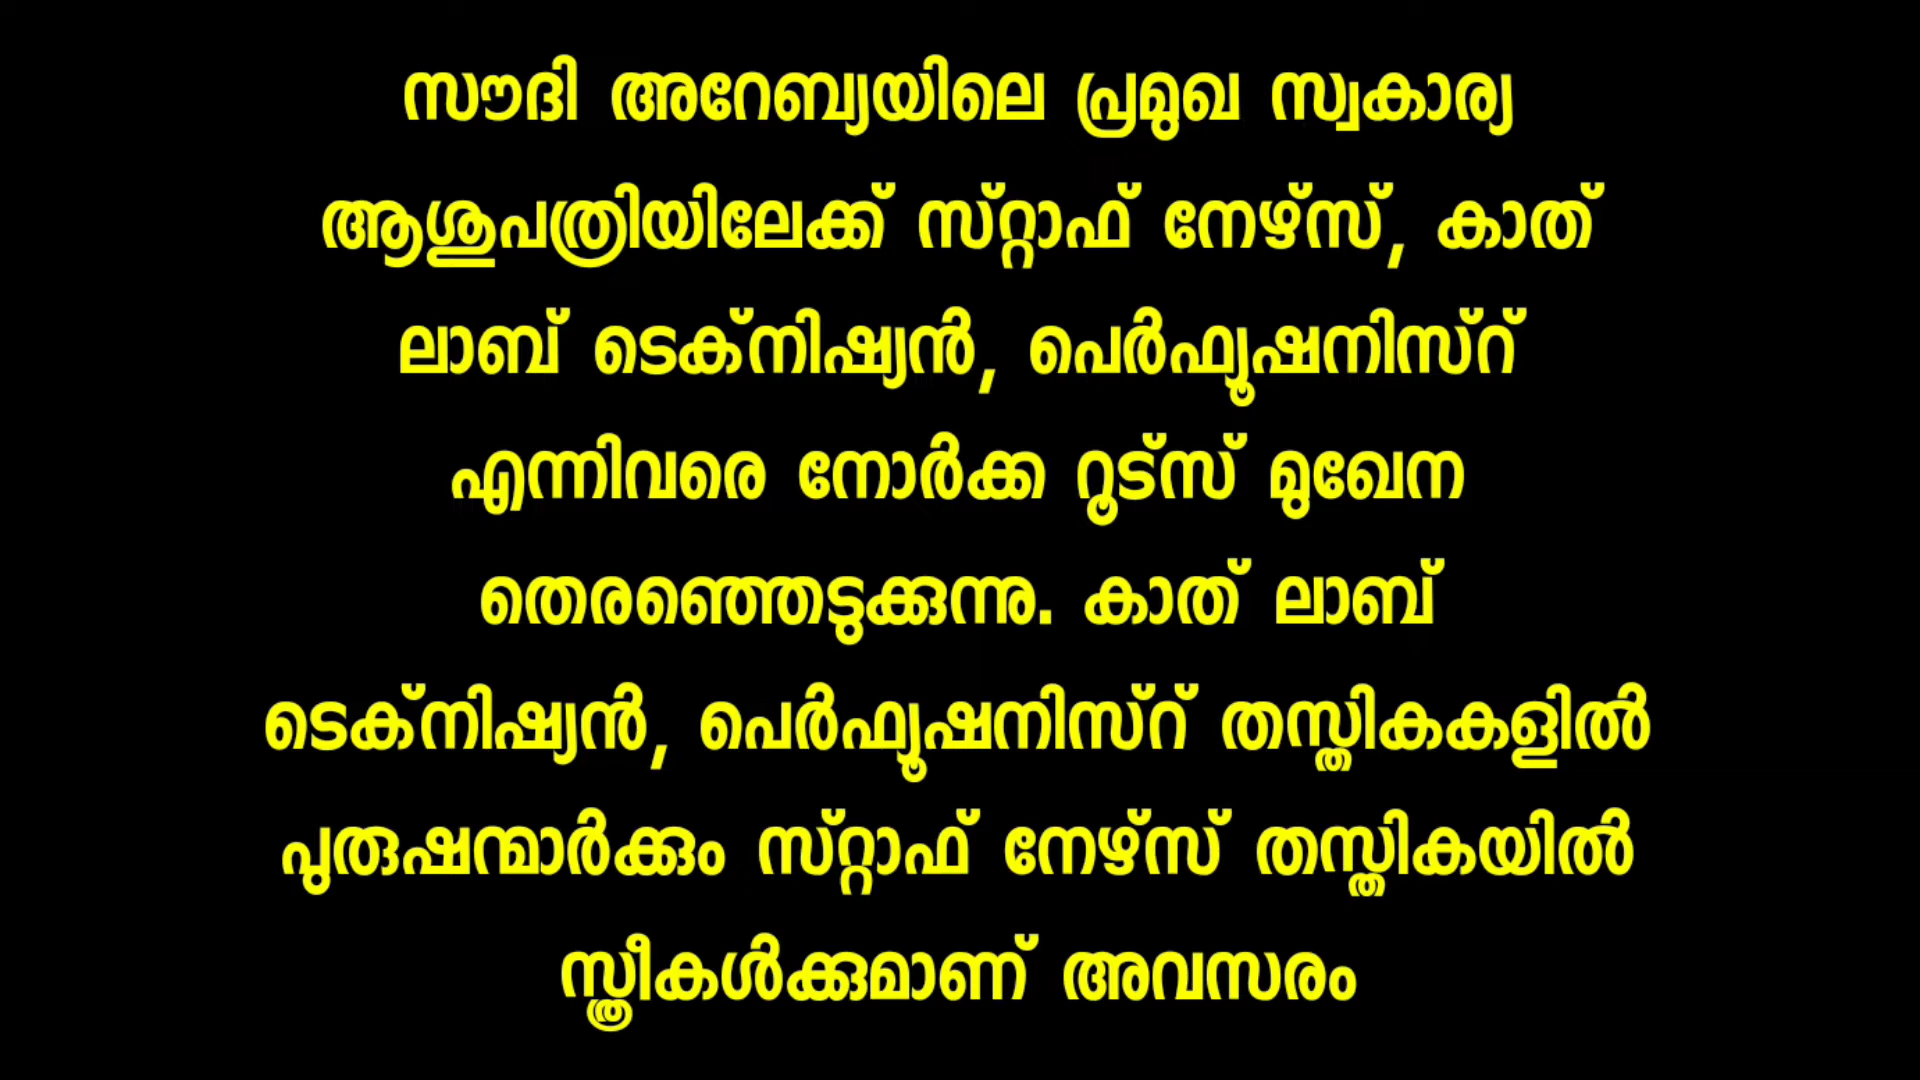 സൗദി അറേബ്യയിലെ പ്രമുഖ സ്വകാര്യ
ആശുപത്രിയിലേക്ക് സ്റ്റാഫ് നേഴ്സ്, കാത്
ലാബ് ടെക്നിഷ്യൻ, പെർഫ്യൂഷനിസ്റ്
എന്നിവരെ നോർക്ക റൂട്സ് മുഖേന
തെരഞ്ഞെടുക്കുന്നു. കാത് ലാബ്
ടെക്നിഷ്യൻ, പെർഫ്യൂഷനിസ്റ് തസ്തികകളിൽ
പുരുഷന്മാർക്കും സ്റ്റാഫ് നേഴ്സ് തസ്തികയിൽ
സ്ത്രീകൾക്കുമാണ് അവസരം